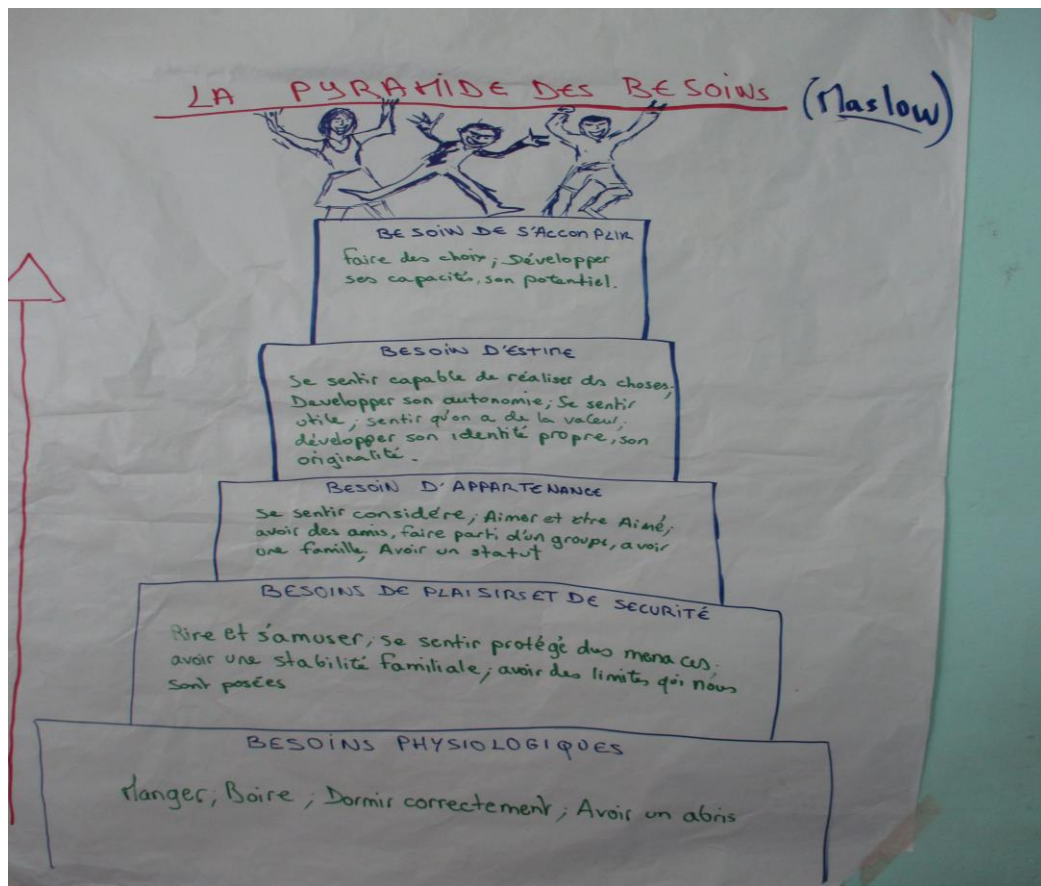 LA PYRAMIDE DES BESOINS (Maslow)
BESOIN DE S'ACCOMPLIR
faire des choix; Développer
ses capacités, son potentiel.
BESOIN D'ESTIME
Se sentir capable de réaliser ds choses;
Developper son autonomie; Se sentir
utile; sentir qu'on a de la valeur;
développer son identité propre, son
originalité.
BESOIN D'APPARTENANCE
Se sentir considére; Aimer et etre Aimé;
avoir des amis, faire parti d'un groupe, avoir
une famille, Avoir un statut
BESOINS DE PLAISIRS ET DE SECURITÉ
Rire et s'amuser; se sentir protégé des menaces.
avoir une stabilité familiale; avoir des limites qui nous
sont posées
BESOINS PHYSIOLOGIQUES
Manger; Boire; Dormir correctement; Avoir un abris